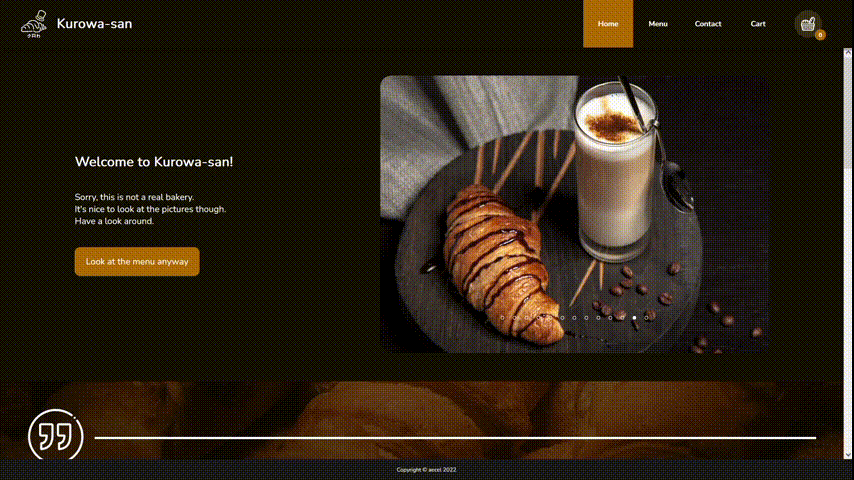 Kurowa-san
Home
Menu
Contact
Cart
0
Welcome to Kurowa-san!
Sorry, this is not a real bakery.
It's nice to look at the pictures though.
Have a look around.
Look at the menu anyway
Copyright © aecel 2022